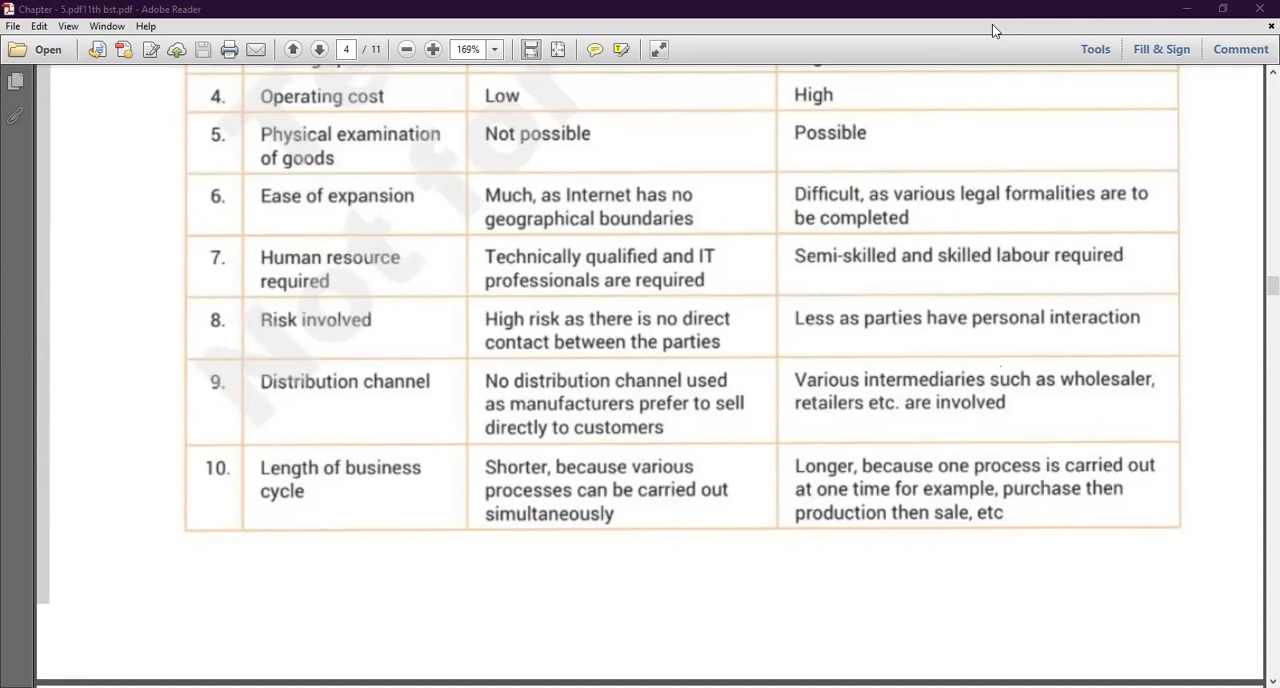 Chapter - 5.pdf11th bst.pdf - Adobe Reader
File Edit View Window Help
Open 4 / 11 169% Tools Fill & Sign Comment
4. Operating cost Low High
5. Physical examination Not possible Possible
of goods
6. Ease of expansion Much, as Internet has no Difficult, as various legal formalities are to
geographical boundaries be completed
7. Human resource Technically qualified and IT Semi-skilled and skilled labour required
required professionals are required
8. Risk involved High risk as there is no direct Less as parties have personal interaction
contact between the parties
9. Distribution channel No distribution channel used Various intermediaries such as wholesaler,
as manufacturers prefer to sell retailers etc. are involved
directly to customers
10. Length of business Shorter, because various Longer, because one process is carried out
cycle processes can be carried out at one time for example, purchase then
simultaneously production then sale, etc
Not for